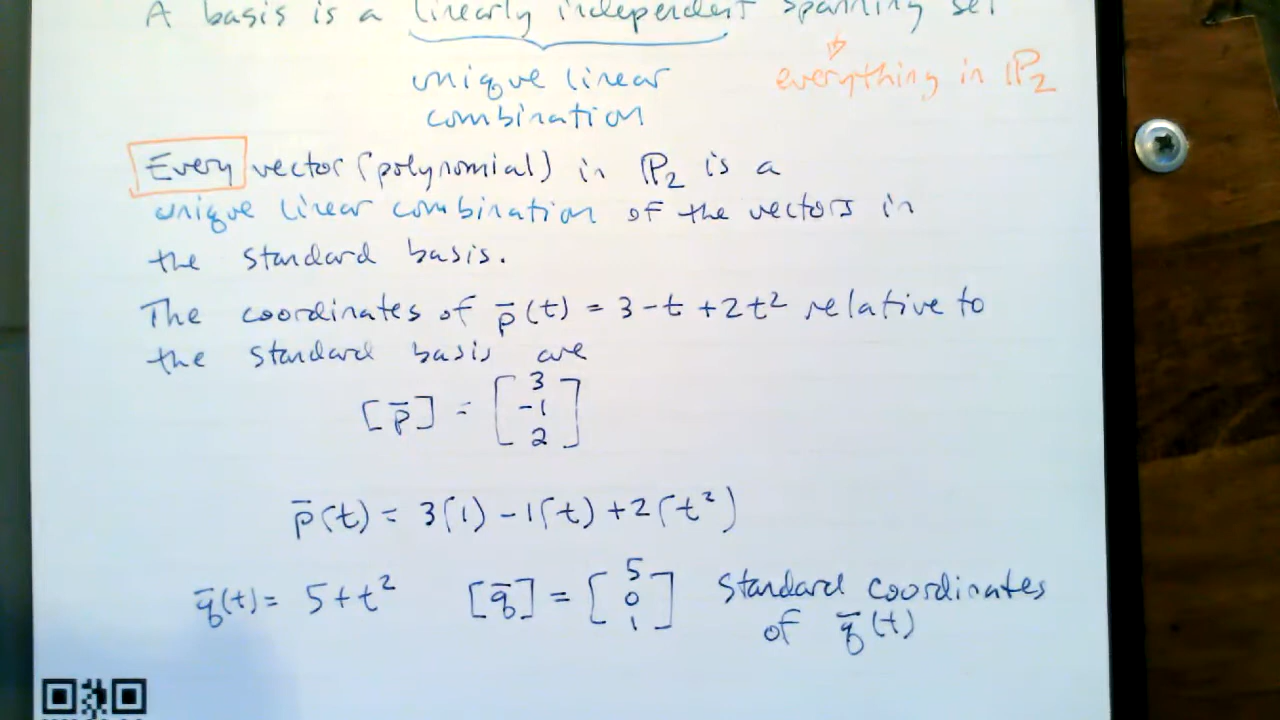 A basis is a linearly independent spanning set
unique linear everything in ℙ₂
combination
Every vector (polynomial) in ℙ₂ is a
unique linear combination of the vectors in
the standard basis.
The coordinates of p̄(t) = 3 - t + 2t² relative to
the standard basis are
[p̄] = [3 -1 2]
p̄(t) = 3(1) - 1(t) + 2(t²)
q̄(t) = 5 + t² [q̄] = [5 0 1] standard coordinates
of q̄(t)